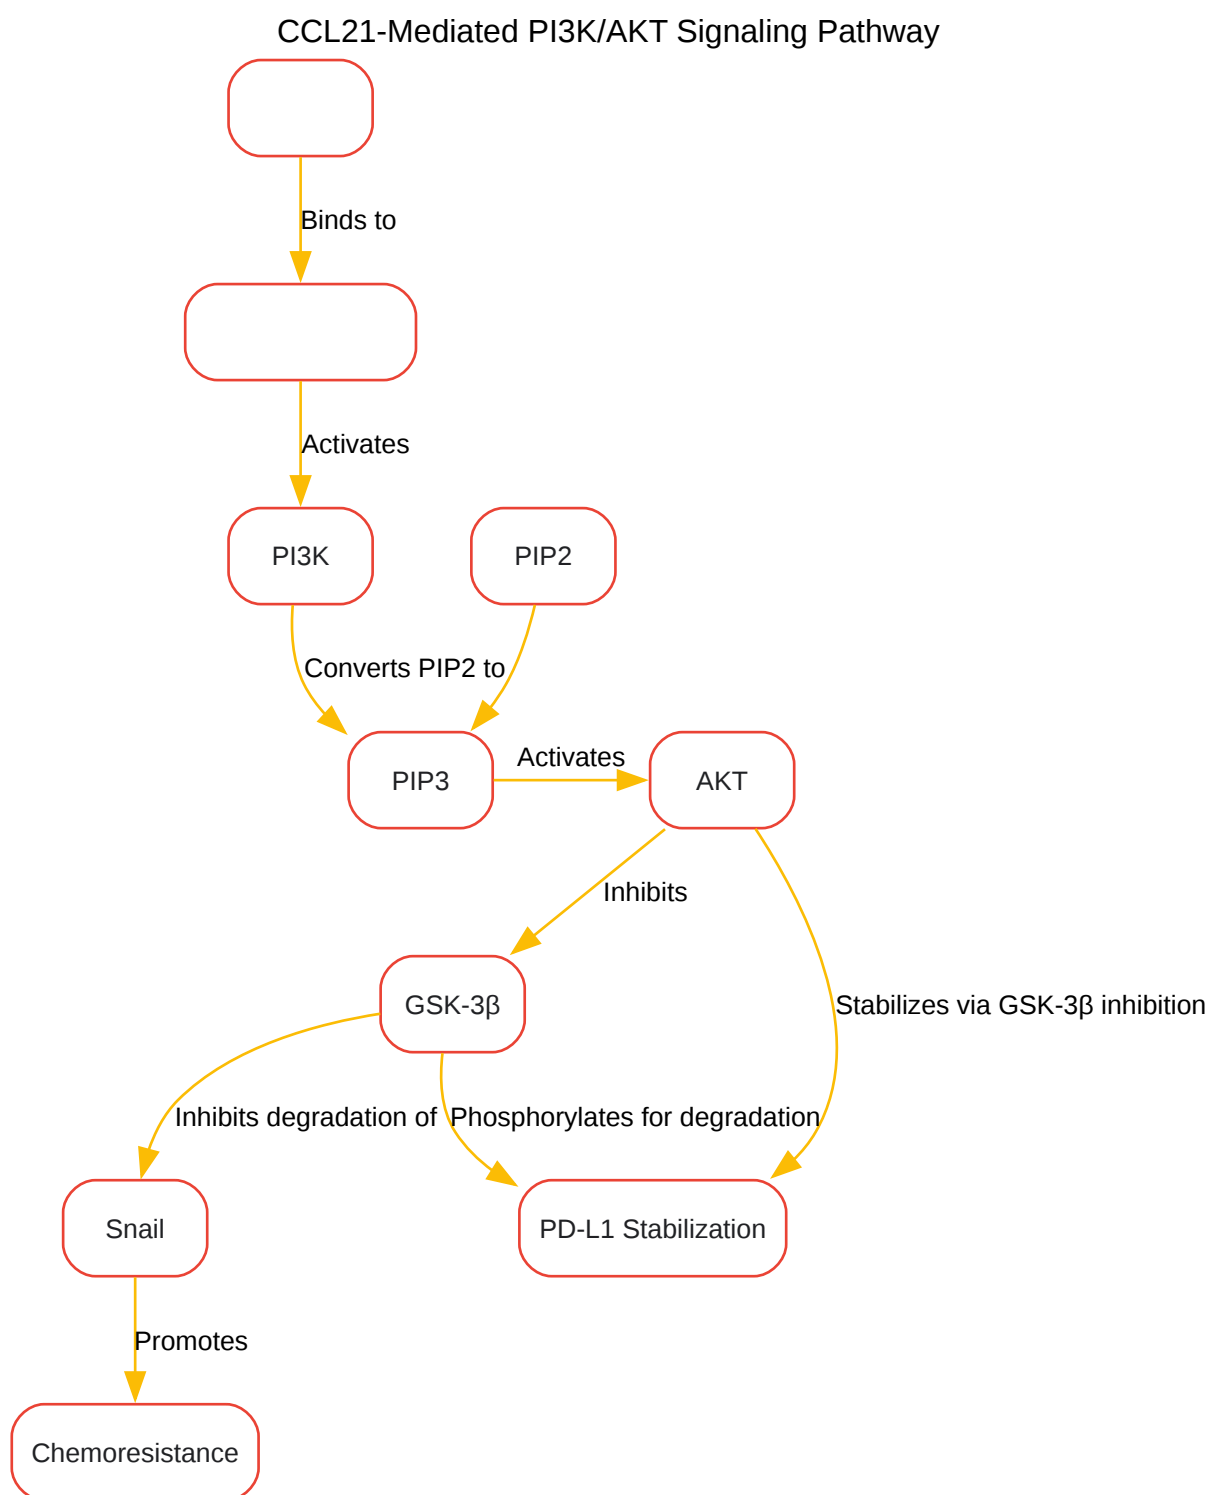 CCL21-Mediated PI3K/AKT Signaling Pathway
Binds to
Activates
PI3K
PIP2
Converts PIP2 to
PIP3
Activates
AKT
Inhibits
GSK-3β
Stabilizes via GSK-3β inhibition
Inhibits degradation of
Phosphorylates for degradation
Snail
PD-L1 Stabilization
Promotes
Chemoresistance